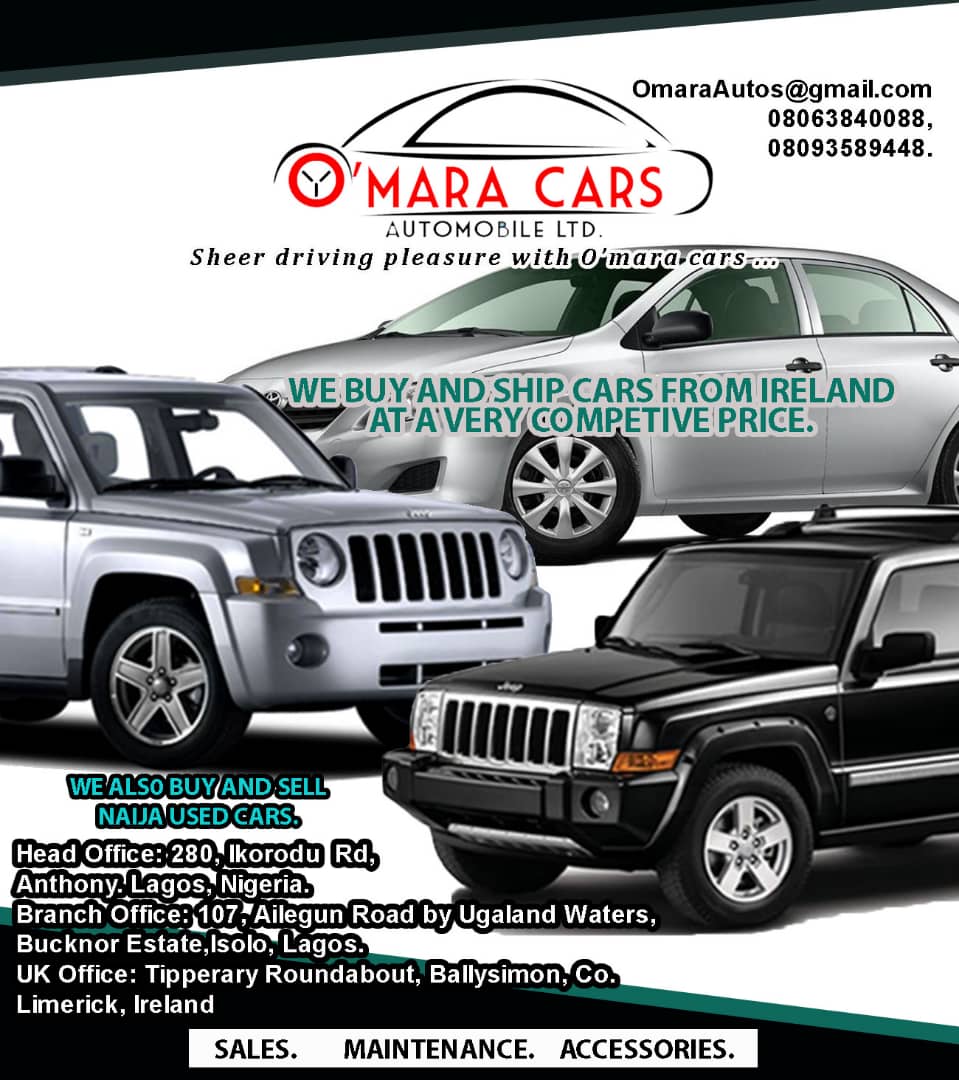 OmaraAutos@gmail.com
08063840088,
08093589448.
O'MARA CARS
AUTOMOBILE LTD.
Sheer driving pleasure with O'mara cars ...
WE BUY AND SHIP CARS FROM IRELAND
AT A VERY COMPETIVE PRICE.
Jeep
Jeep
WE ALSO BUY AND SELL
NAIJA USED CARS.
Head Office: 280, Ikorodu Rd,
Anthony. Lagos, Nigeria.
Branch Office: 107, Ailegun Road by Ugaland Waters,
Bucknor Estate,Isolo, Lagos.
UK Office: Tipperary Roundabout, Ballysimon, Co.
Limerick, Ireland
SALES. MAINTENANCE. ACCESSORIES.